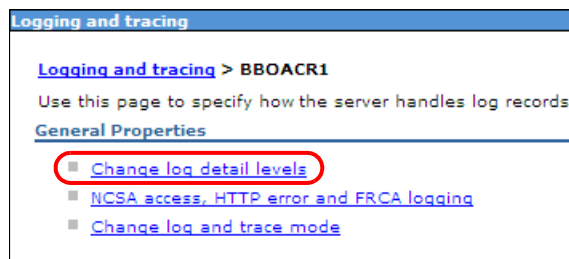 Logging and tracing
Logging and tracing > BBOACR1
Use this page to specify how the server handles log records
General Properties
Change log detail levels
NCSA access, HTTP error and FRCA logging
Change log and trace mode